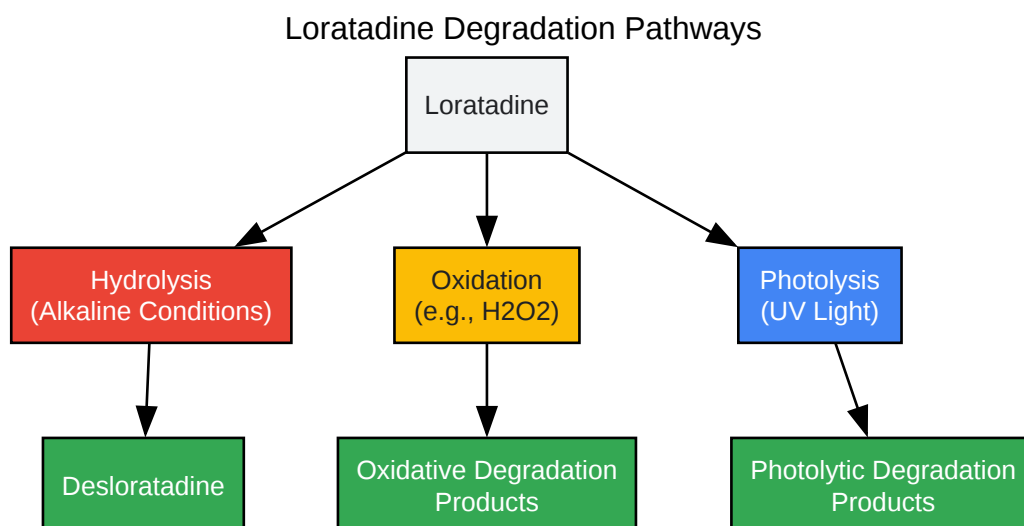 Loratadine Degradation Pathways
Loratadine
Hydrolysis
(Alkaline Conditions)
Oxidation
(e.g., H2O2)
Photolysis
(UV Light)
Desloratadine
Oxidative Degradation
Products
Photolytic Degradation
Products